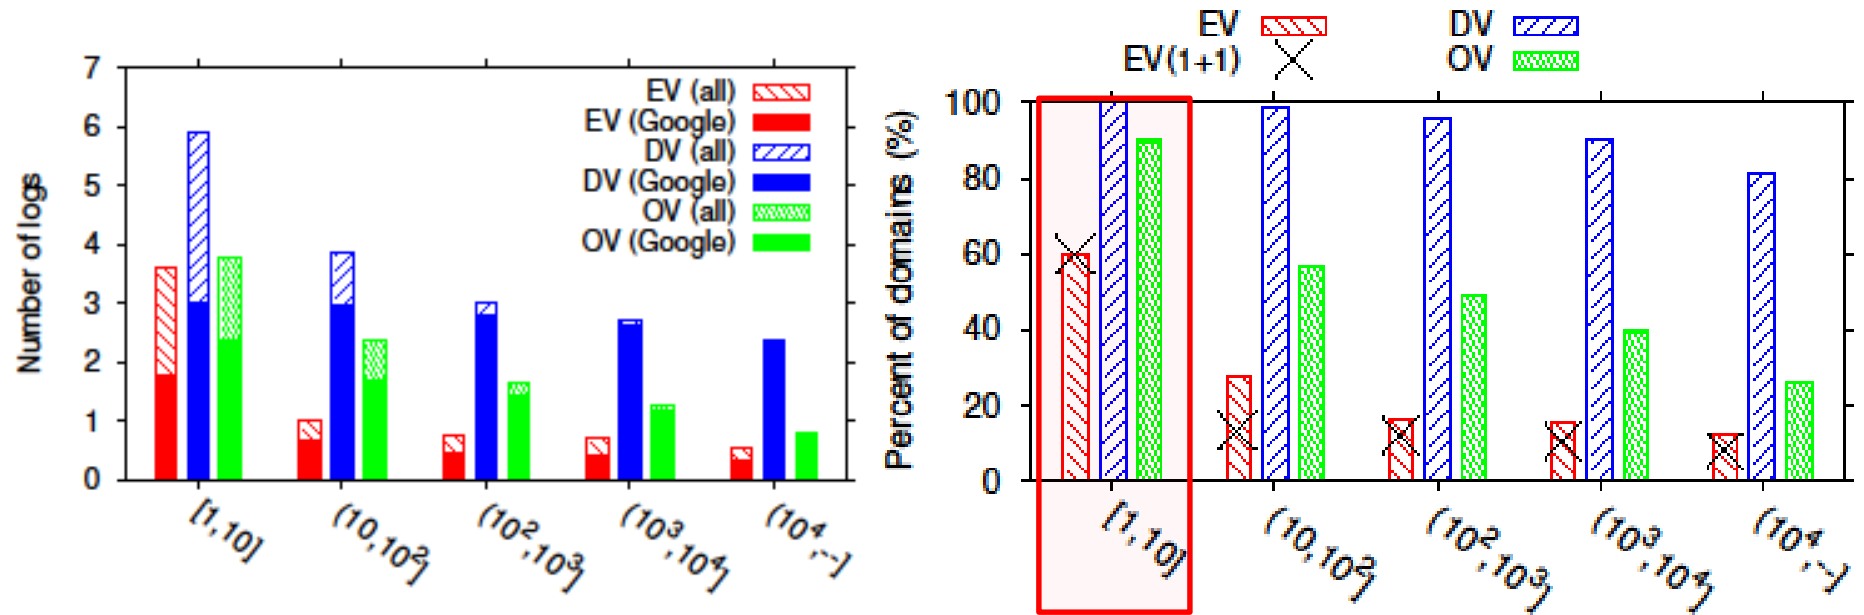 Number of logs
7
6
5
4
3
2
1
0
EV (all)
EV (Google)
DV (all)
DV (Google)
OV (all)
OV (Google)
[1,10]
(10,10²]
(10²,10³]
(10³,10⁴]
(10⁴,--]
EV
DV
EV(1+1)
OV
Percent of domains (%)
100
80
60
40
20
0
[1,10]
(10,10²]
(10²,10³]
(10³,10⁴]
(10⁴,--]